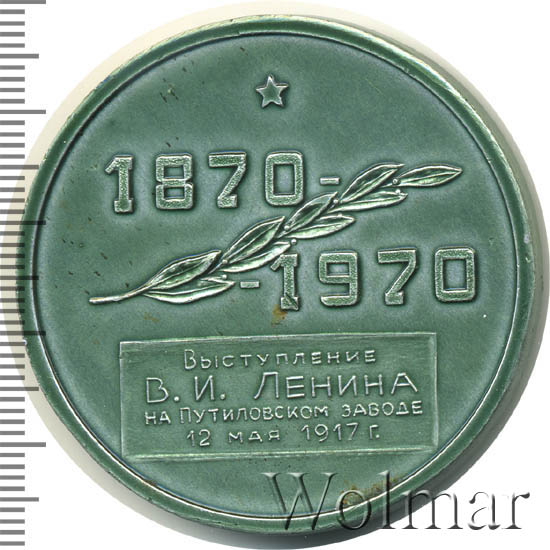 1870-
-1970
Выступление
В. И. Ленина
на Путиловском заводе
12 мая 1917 г.
Wolmar